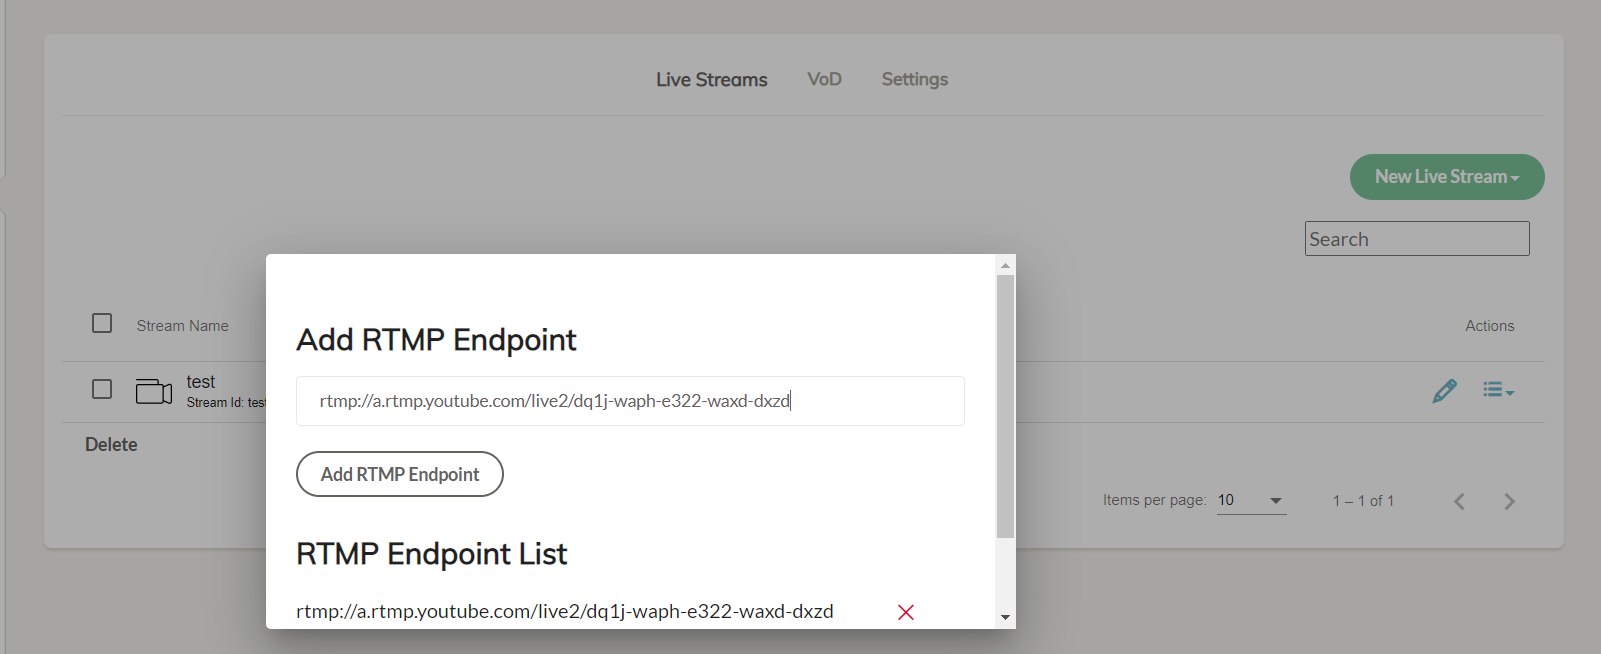 Live Streams VoD Settings
New Live Stream
Search
Stream Name Actions
test
Stream Id: test
Delete
Items per page: 10 1 – 1 of 1
Add RTMP Endpoint
rtmp://a.rtmp.youtube.com/live2/dq1j-waph-e322-waxd-dxzd
Add RTMP Endpoint
RTMP Endpoint List
rtmp://a.rtmp.youtube.com/live2/dq1j-waph-e322-waxd-dxzd